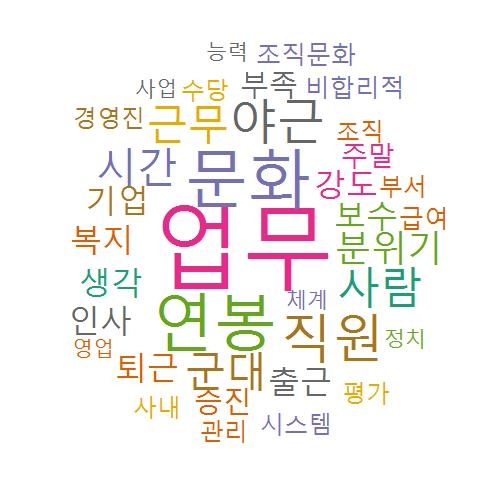 능력 조직문화
사업 수당 부족 비합리적
경영진 근무 야근 조직
시간 문화 강도 주말 부서
기업 보수 급여
복지 업무 분위기
생각 사람
인사 연봉 체계 직원 정치
영업 퇴근 군대 출근 평가
사내 증진 시스템
관리